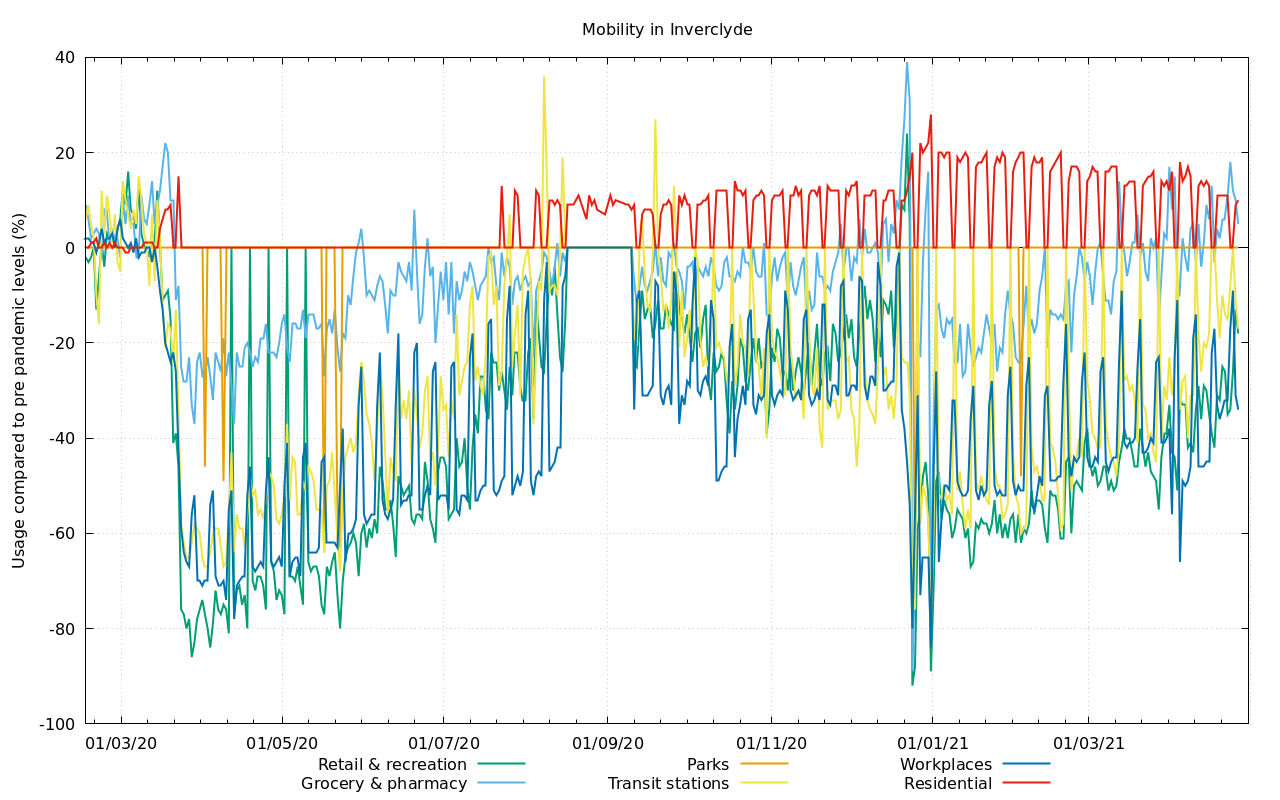 Mobility in Inverclyde
Usage compared to pre pandemic levels (%)
40
20
0
-20
-40
-60
-80
-100
01/03/20 01/05/20 01/07/20 01/09/20 01/11/20 01/01/21 01/03/21
Retail & recreation Parks Workplaces
Grocery & pharmacy Transit stations Residential